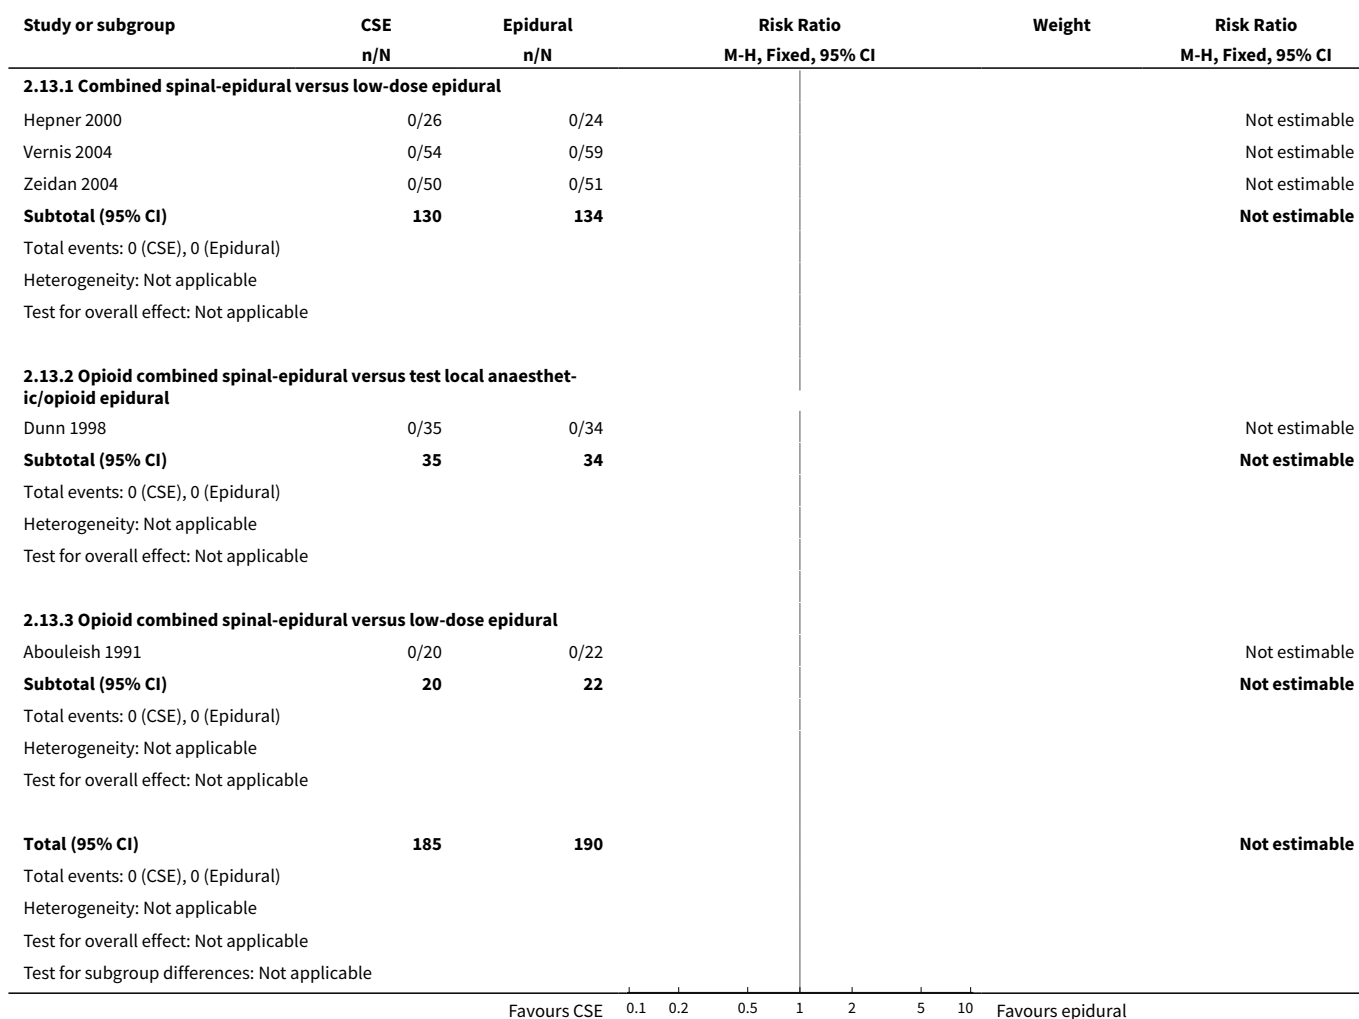 Study or subgroup CSE Epidural Risk Ratio Weight Risk Ratio
n/N n/N M-H, Fixed, 95% CI M-H, Fixed, 95% CI
2.13.1 Combined spinal-epidural versus low-dose epidural
Hepner 2000 0/26 0/24 Not estimable
Vernis 2004 0/54 0/59 Not estimable
Zeidan 2004 0/50 0/51 Not estimable
Subtotal (95% CI) 130 134 Not estimable
Total events: 0 (CSE), 0 (Epidural)
Heterogeneity: Not applicable
Test for overall effect: Not applicable
2.13.2 Opioid combined spinal-epidural versus test local anaesthet-
ic/opioid epidural
Dunn 1998 0/35 0/34 Not estimable
Subtotal (95% CI) 35 34 Not estimable
Total events: 0 (CSE), 0 (Epidural)
Heterogeneity: Not applicable
Test for overall effect: Not applicable
2.13.3 Opioid combined spinal-epidural versus low-dose epidural
Abouleish 1991 0/20 0/22 Not estimable
Subtotal (95% CI) 20 22 Not estimable
Total events: 0 (CSE), 0 (Epidural)
Heterogeneity: Not applicable
Test for overall effect: Not applicable
Total (95% CI) 185 190 Not estimable
Total events: 0 (CSE), 0 (Epidural)
Heterogeneity: Not applicable
Test for overall effect: Not applicable
Test for subgroup differences: Not applicable
Favours CSE 0.1 0.2 0.5 1 2 5 10 Favours epidural